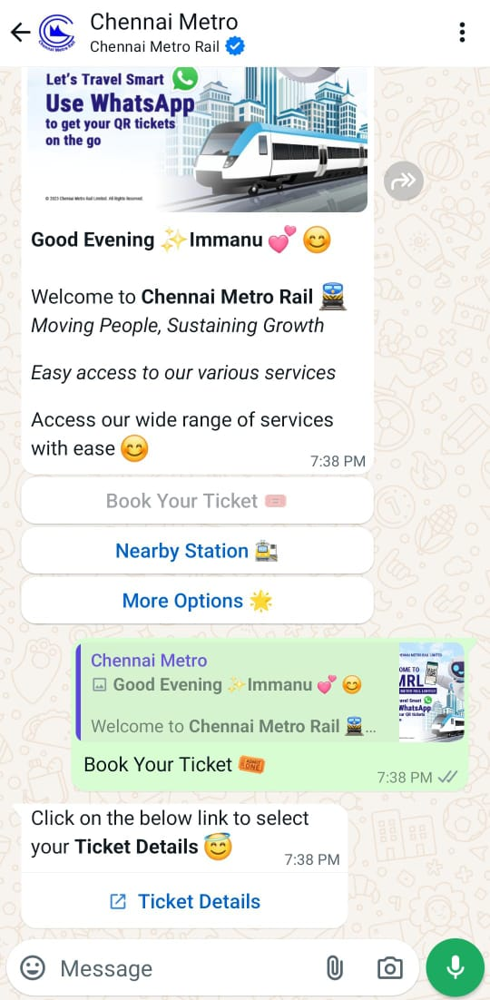 Chennai Metro
Chennai Metro Rail
Let's Travel Smart
Use WhatsApp
to get your QR tickets
on the go
© 2023 Chennai Metro Rail Limited. All Rights Reserved.
Good Evening ✨Immanu 💕 😊
Welcome to Chennai Metro Rail 🚂
Moving People, Sustaining Growth
Easy access to our various services
Access our wide range of services
with ease 😊
7:38 PM
Book Your Ticket 🎟️
Nearby Station 🚉
More Options 🌟
Chennai Metro
Good Evening ✨Immanu 💕 😊
Welcome to Chennai Metro Rail 🚂...
Book Your Ticket 🎟️
7:38 PM
Click on the below link to select
your Ticket Details 😇
7:38 PM
Ticket Details
Message